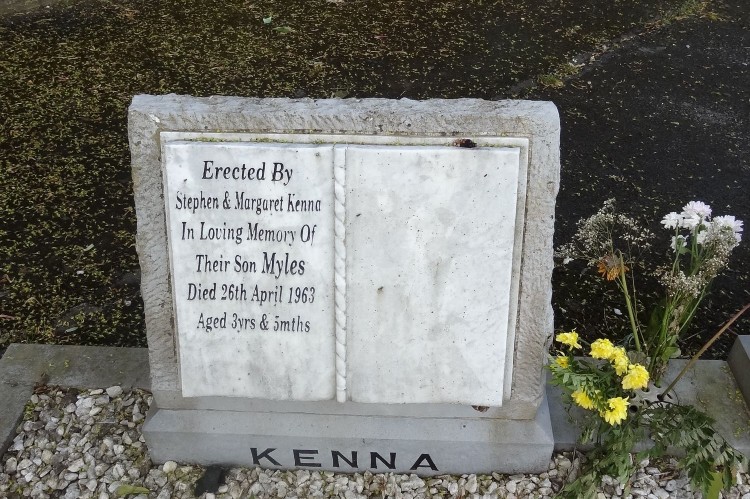 Erected By
Stephen & Margaret Kenna
In Loving Memory Of
Their Son Myles
Died 26th April 1963
Aged 3yrs & 5mths
KENNA